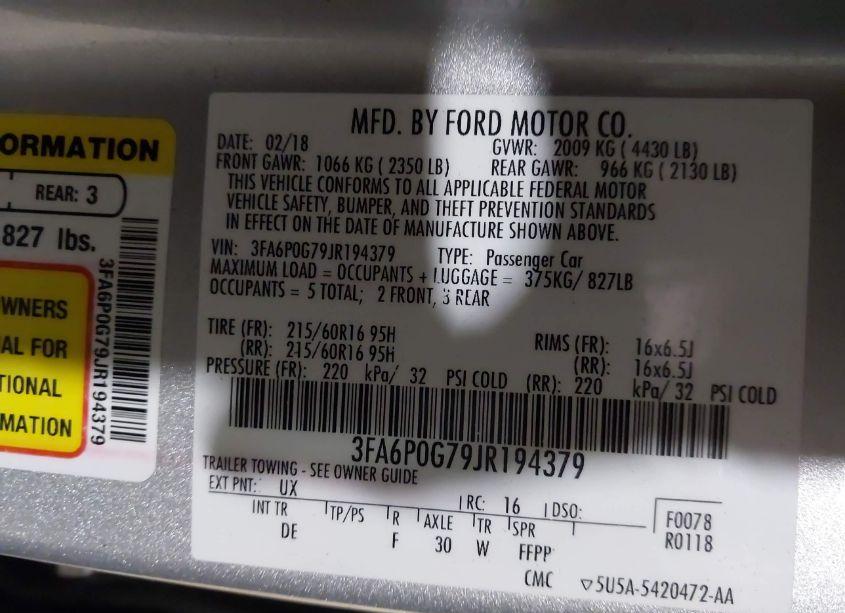 ORMATION
REAR: 3
827 lbs.
WNERS
AL FOR
TIONAL
MATION
3FA6P0G79JR194379
MFD. BY FORD MOTOR CO.
DATE: 02/18 GVWR: 2009 KG ( 4430 LB)
FRONT GAWR: 1066 KG ( 2350 LB) REAR GAWR: 966 KG ( 2130 LB)
THIS VEHICLE CONFORMS TO ALL APPLICABLE FEDERAL MOTOR
VEHICLE SAFETY, BUMPER, AND THEFT PREVENTION STANDARDS
IN EFFECT ON THE DATE OF MANUFACTURE SHOWN ABOVE.
VIN: 3FA6P0G79JR194379 TYPE: Passenger Car
MAXIMUM LOAD = OCCUPANTS + LUGGAGE = 375KG/ 827LB
OCCUPANTS = 5 TOTAL; 2 FRONT, 3 REAR
TIRE (FR): 215/60R16 95H RIMS (FR): 16x6.5J
(RR): 215/60R16 95H (RR): 16x6.5J
PRESSURE (FR): 220 kPa/ 32 PSI COLD (RR): 220 kPa/ 32 PSI COLD
3FA6P0G79JR194379
TRAILER TOWING - SEE OWNER GUIDE
EXT PNT: UX RC: 16 DSO:
INT TR TP/PS R AXLE TR SPR
DE F 30 W FFPP
F0078
R0118
CMC ▽5U5A-5420472-AA